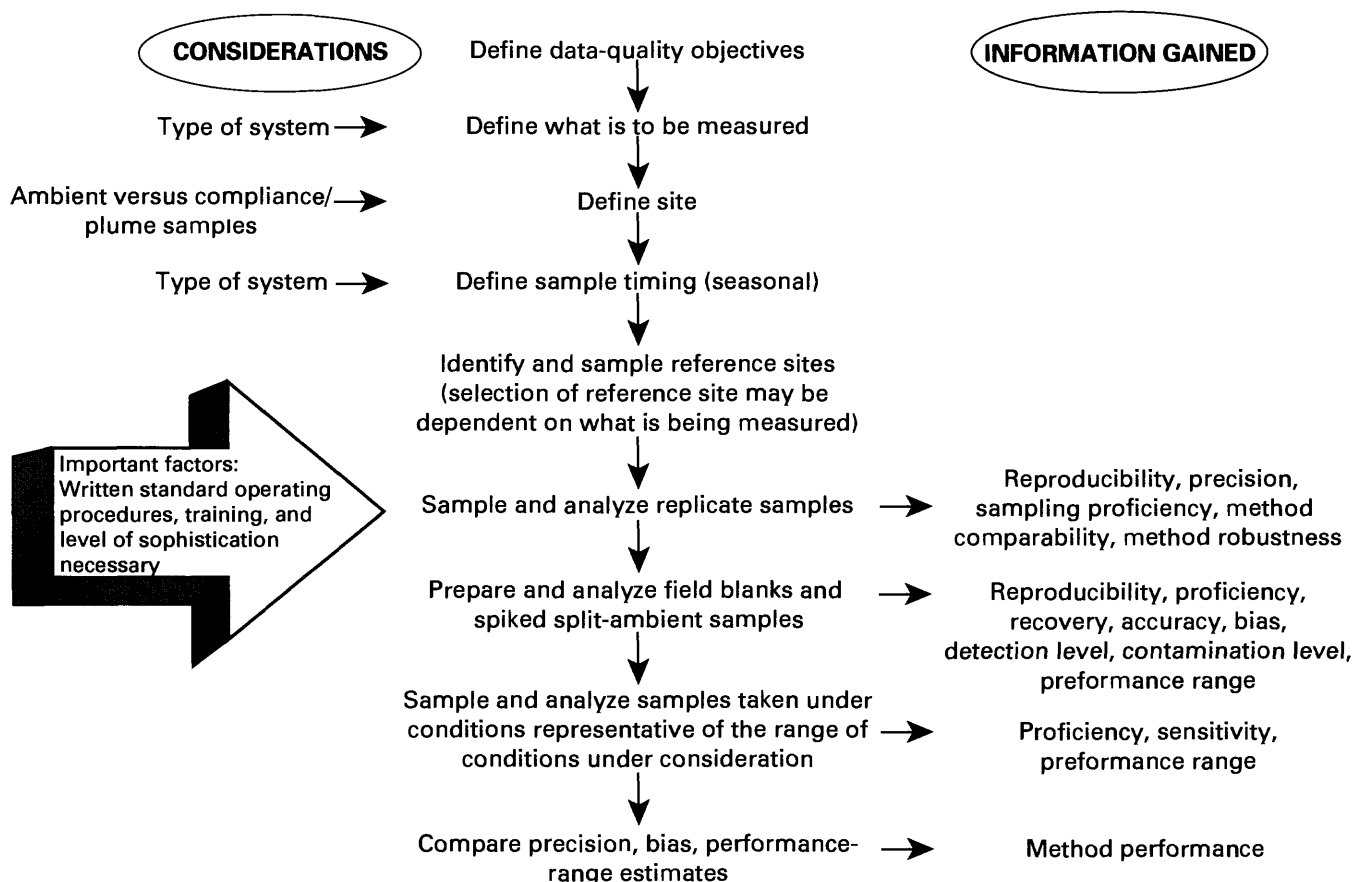 CONSIDERATIONS
Define data-quality objectives
INFORMATION GAINED
Type of system
Define what is to be measured
Ambient versus compliance/
plume samples
Define site
Type of system
Define sample timing (seasonal)
Identify and sample reference sites
(selection of reference site may be
dependent on what is being measured)
Important factors:
Written standard operating
procedures, training, and
level of sophistication
necessary
Sample and analyze replicate samples
Reproducibility, precision,
sampling proficiency, method
comparability, method robustness
Prepare and analyze field blanks and
spiked split-ambient samples
Reproducibility, proficiency,
recovery, accuracy, bias,
detection level, contamination level,
preformance range
Sample and analyze samples taken under
conditions representative of the range of
conditions under consideration
Proficiency, sensitivity,
preformance range
Compare precision, bias, performance-
range estimates
Method performance